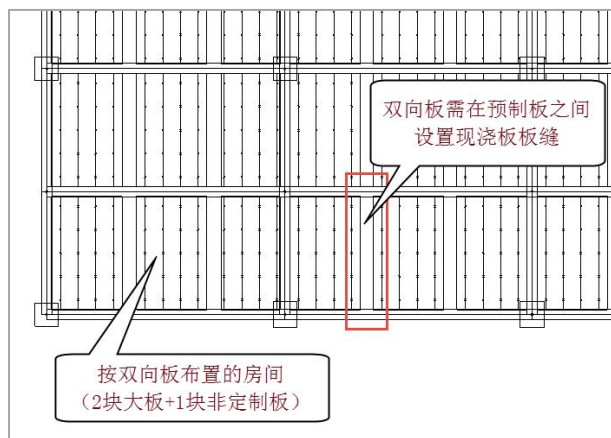 双向板需在预制板之间
设置现浇板板缝
按双向板布置的房间
（2块大板+1块非定制板）